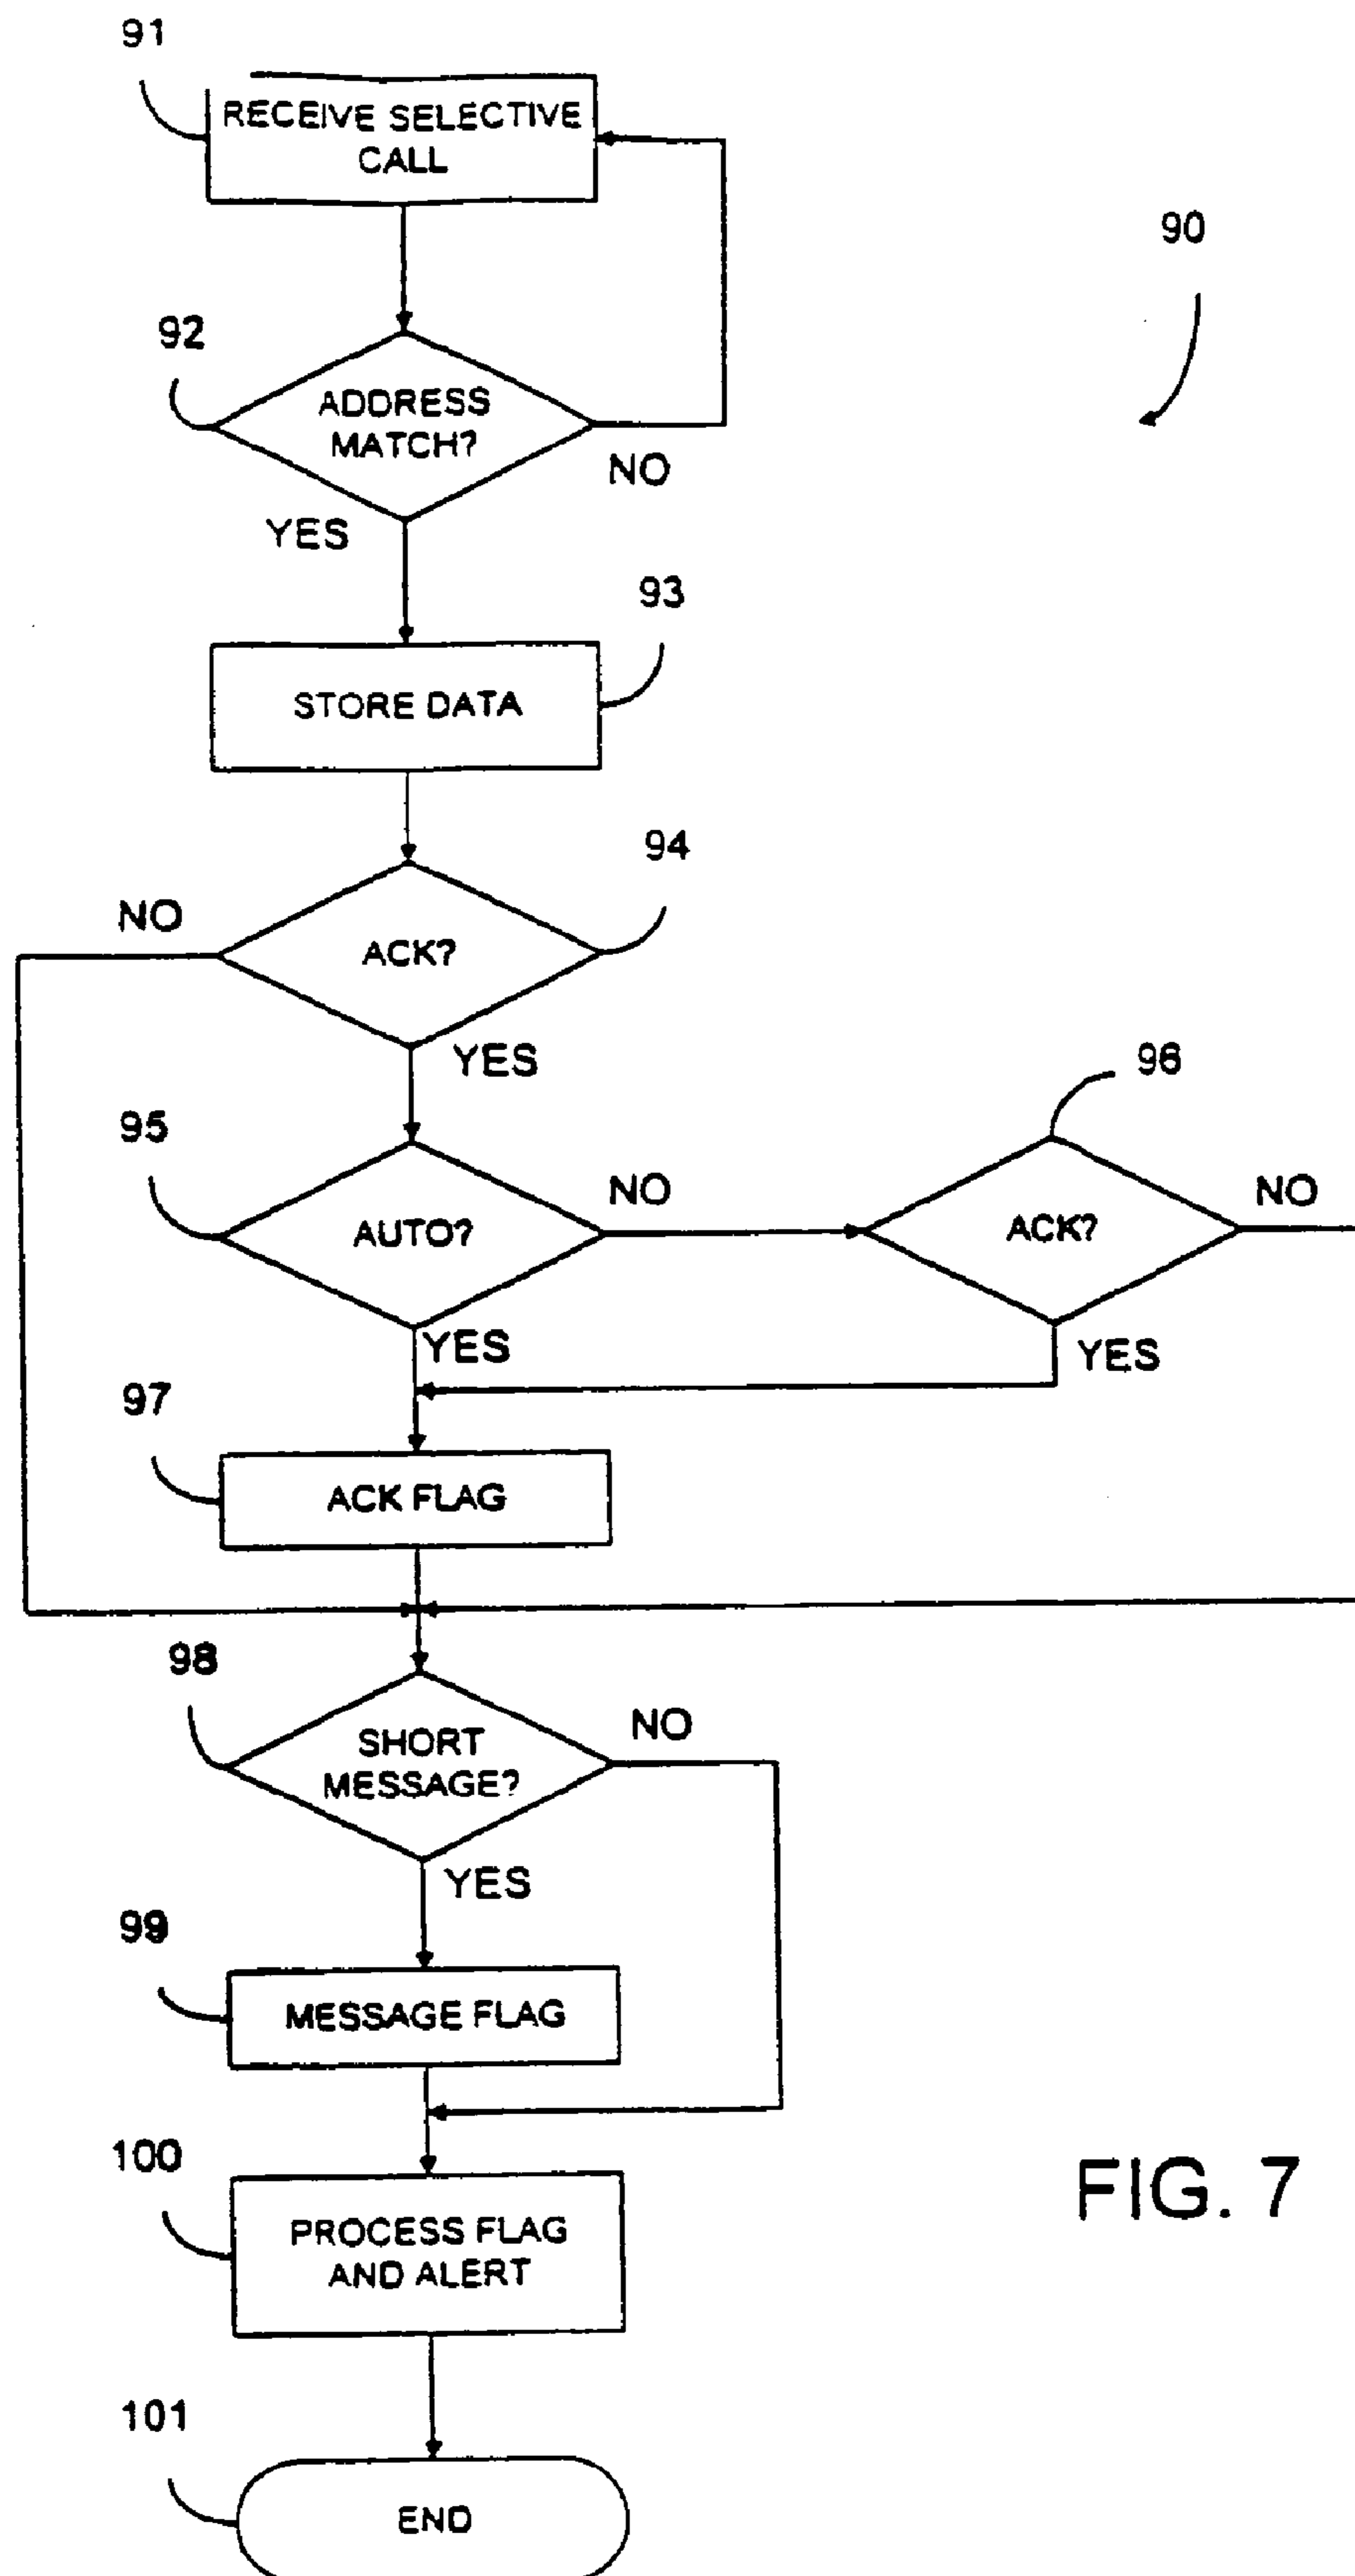 91
RECEIVE SELECTIVE
CALL
90
92
ADDRESS
MATCH?
NO
YES
93
STORE DATA
94
NO
ACK?
YES
96
95
NO
NO
AUTO?
ACK?
YES
YES
97
ACK FLAG
98
NO
SHORT
MESSAGE?
YES
99
MESSAGE FLAG
100
PROCESS FLAG
AND ALERT
FIG. 7
101
END